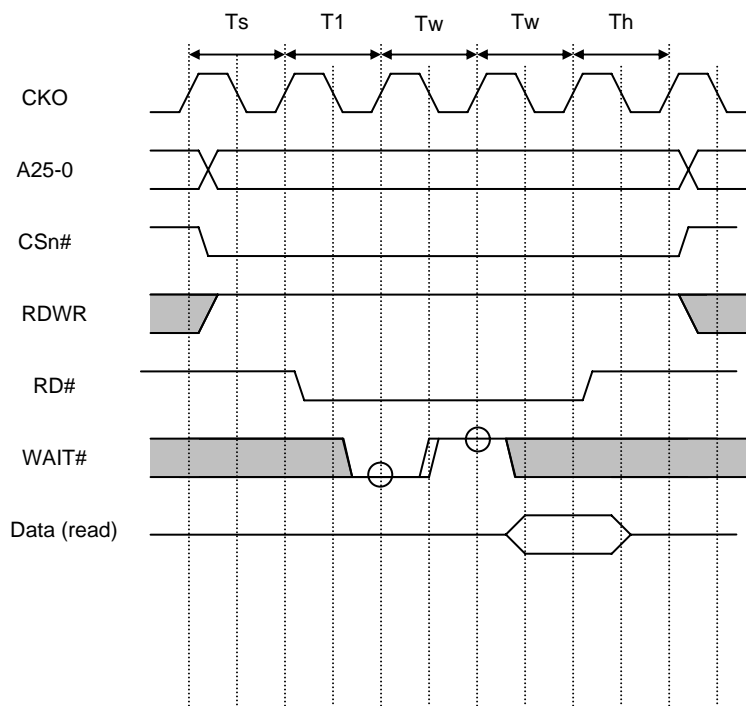 Ts T1 Tw Tw Th
CKO
A25-0
CSn#
RDWR
RD#
WAIT#
Data (read)